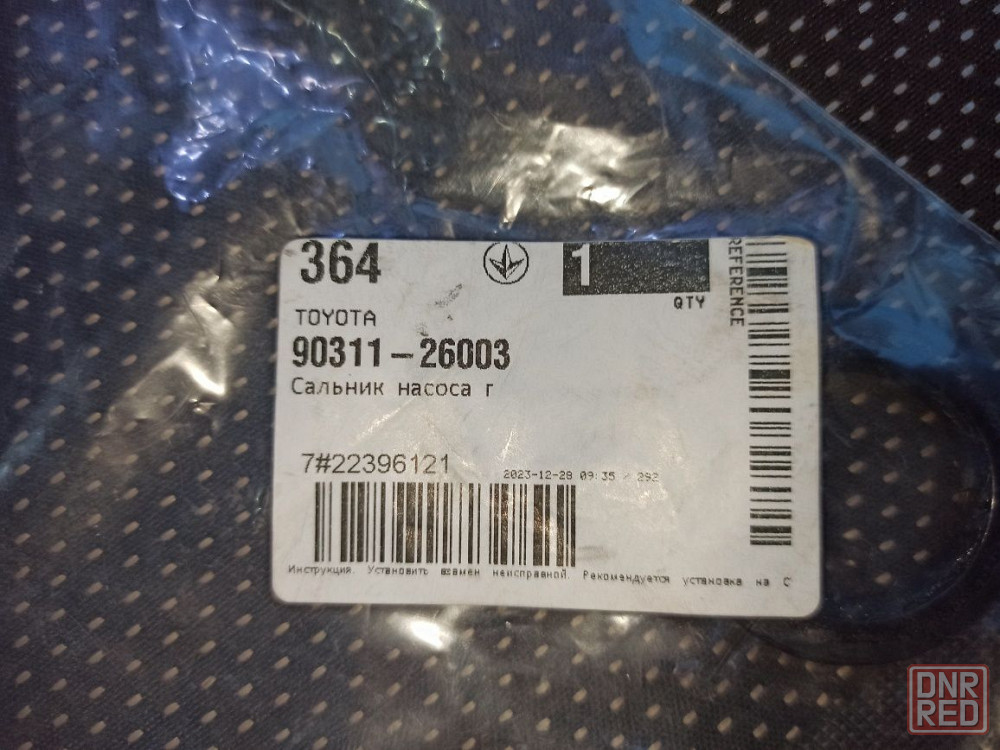 364
1
QTY
REFERENCE
TOYOTA
90311-26003
Сальник насоса г
7#22396121
2023-12-28 09:35 292
Инструкция. Установить взамен неисправной. Рекомендуется установка на С
DNR
RED